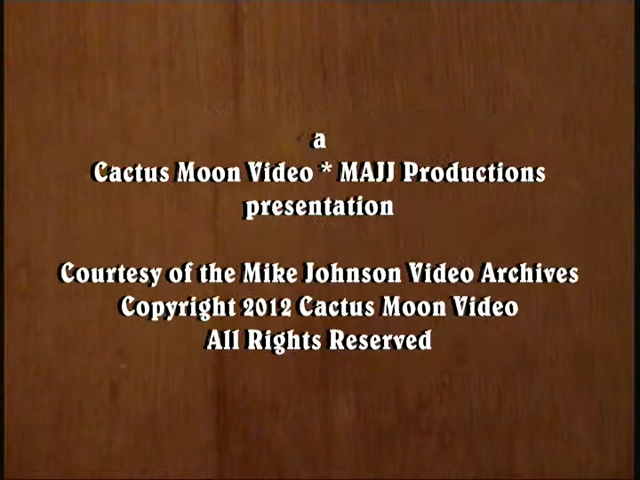 a
Cactus Moon Video * MAJJ Productions
presentation
Courtesy of the Mike Johnson Video Archives
Copyright 2012 Cactus Moon Video
All Rights Reserved